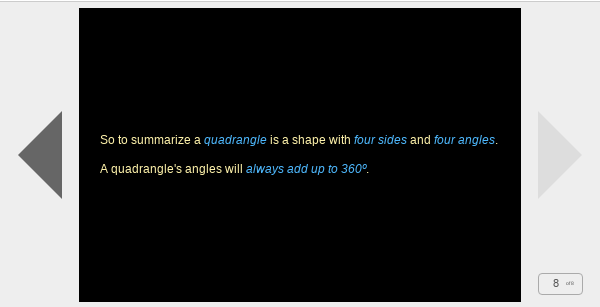 So to summarize a quadrangle is a shape with four sides and four angles.
A quadrangle's angles will always add up to 360º.
8 of 8